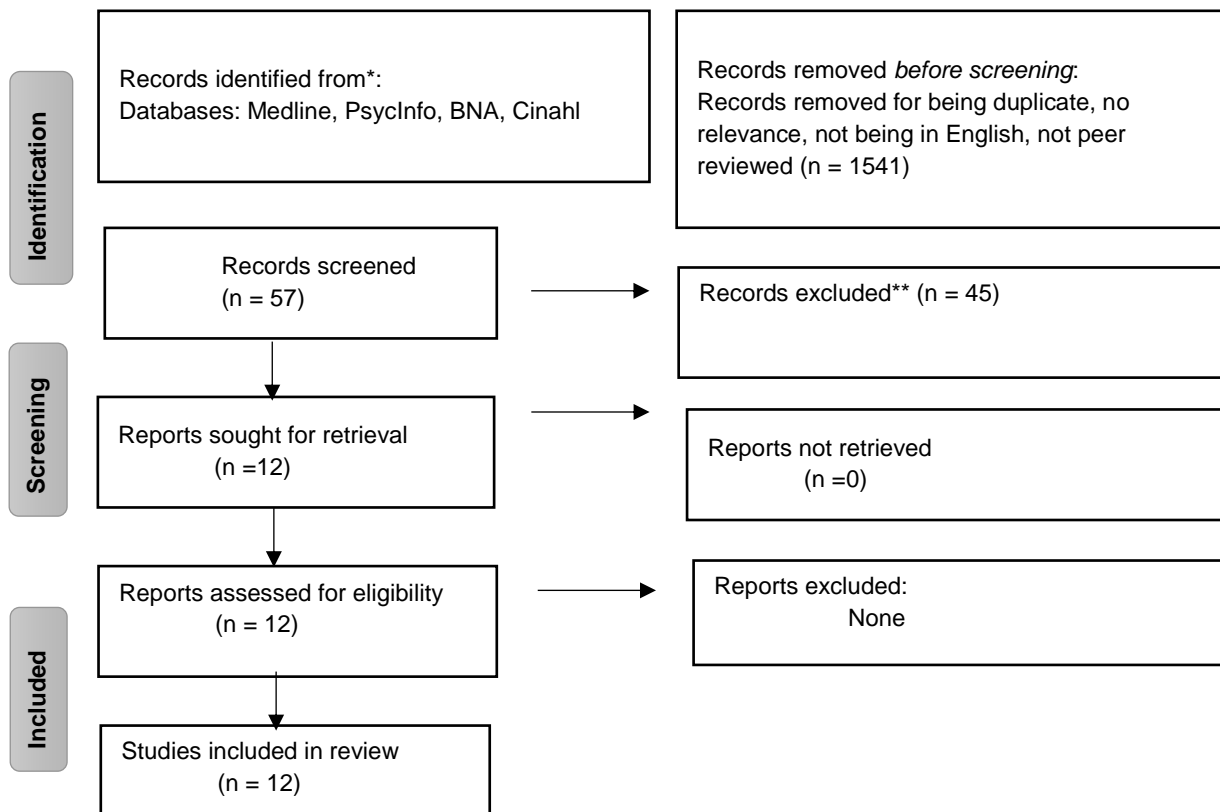 Identification
Records identified from*:
Databases: Medline, PsycInfo, BNA, Cinahl
Records removed before screening:
Records removed for being duplicate, no
relevance, not being in English, not peer
reviewed (n = 1541)
Records screened
(n = 57)
Records excluded** (n = 45)
Screening
Reports sought for retrieval
(n =12)
Reports not retrieved
(n =0)
Reports assessed for eligibility
(n = 12)
Reports excluded:
None
Included
Studies included in review
(n = 12)